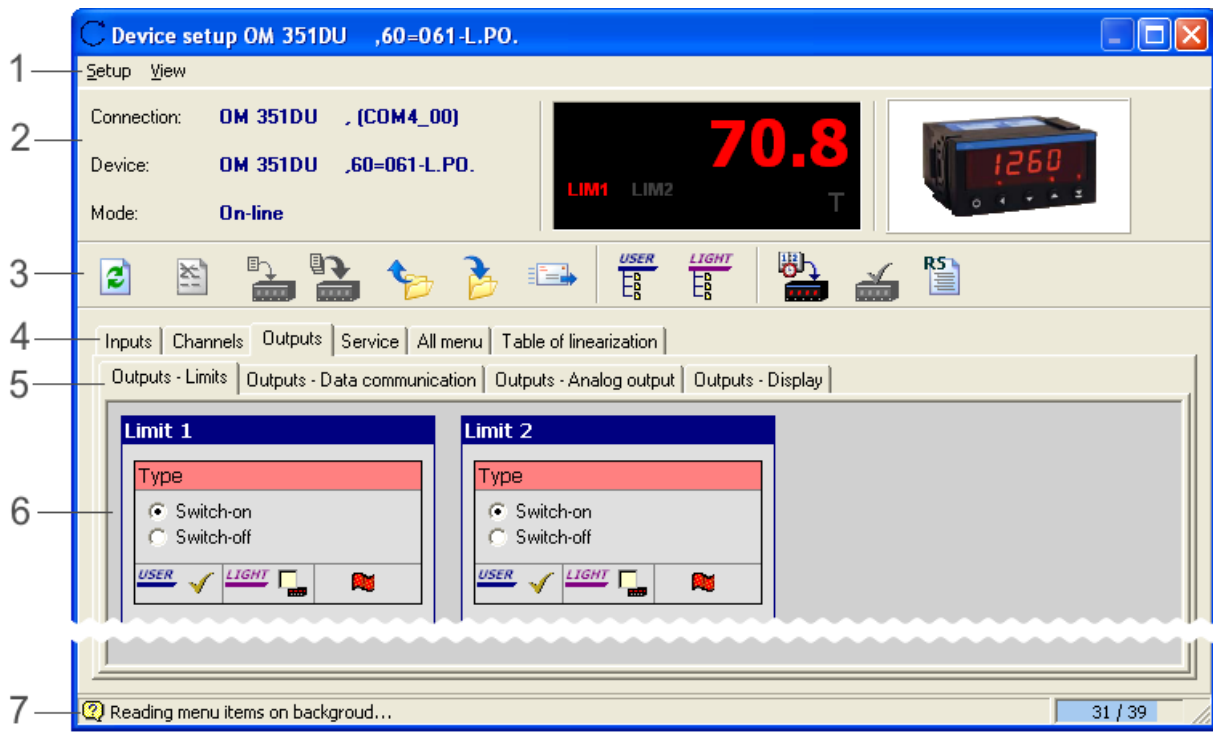 Device setup OM 351DU ,60=061-L.PO.
1
Setup View
2
Connection: OM 351DU , (COM4_00)
Device: OM 351DU ,60=061-L.PO.
Mode: On-line
70.8
LIM1 LIM2 T
1260
3
USER LIGHT RS
4
Inputs Channels Outputs Service All menu Table of linearization
5
Outputs - Limits Outputs - Data communication Outputs - Analog output Outputs - Display
6
Limit 1
Type
Switch-on
Switch-off
USER LIGHT
Limit 2
Type
Switch-on
Switch-off
USER LIGHT
7
Reading menu items on backgroud... 31 / 39